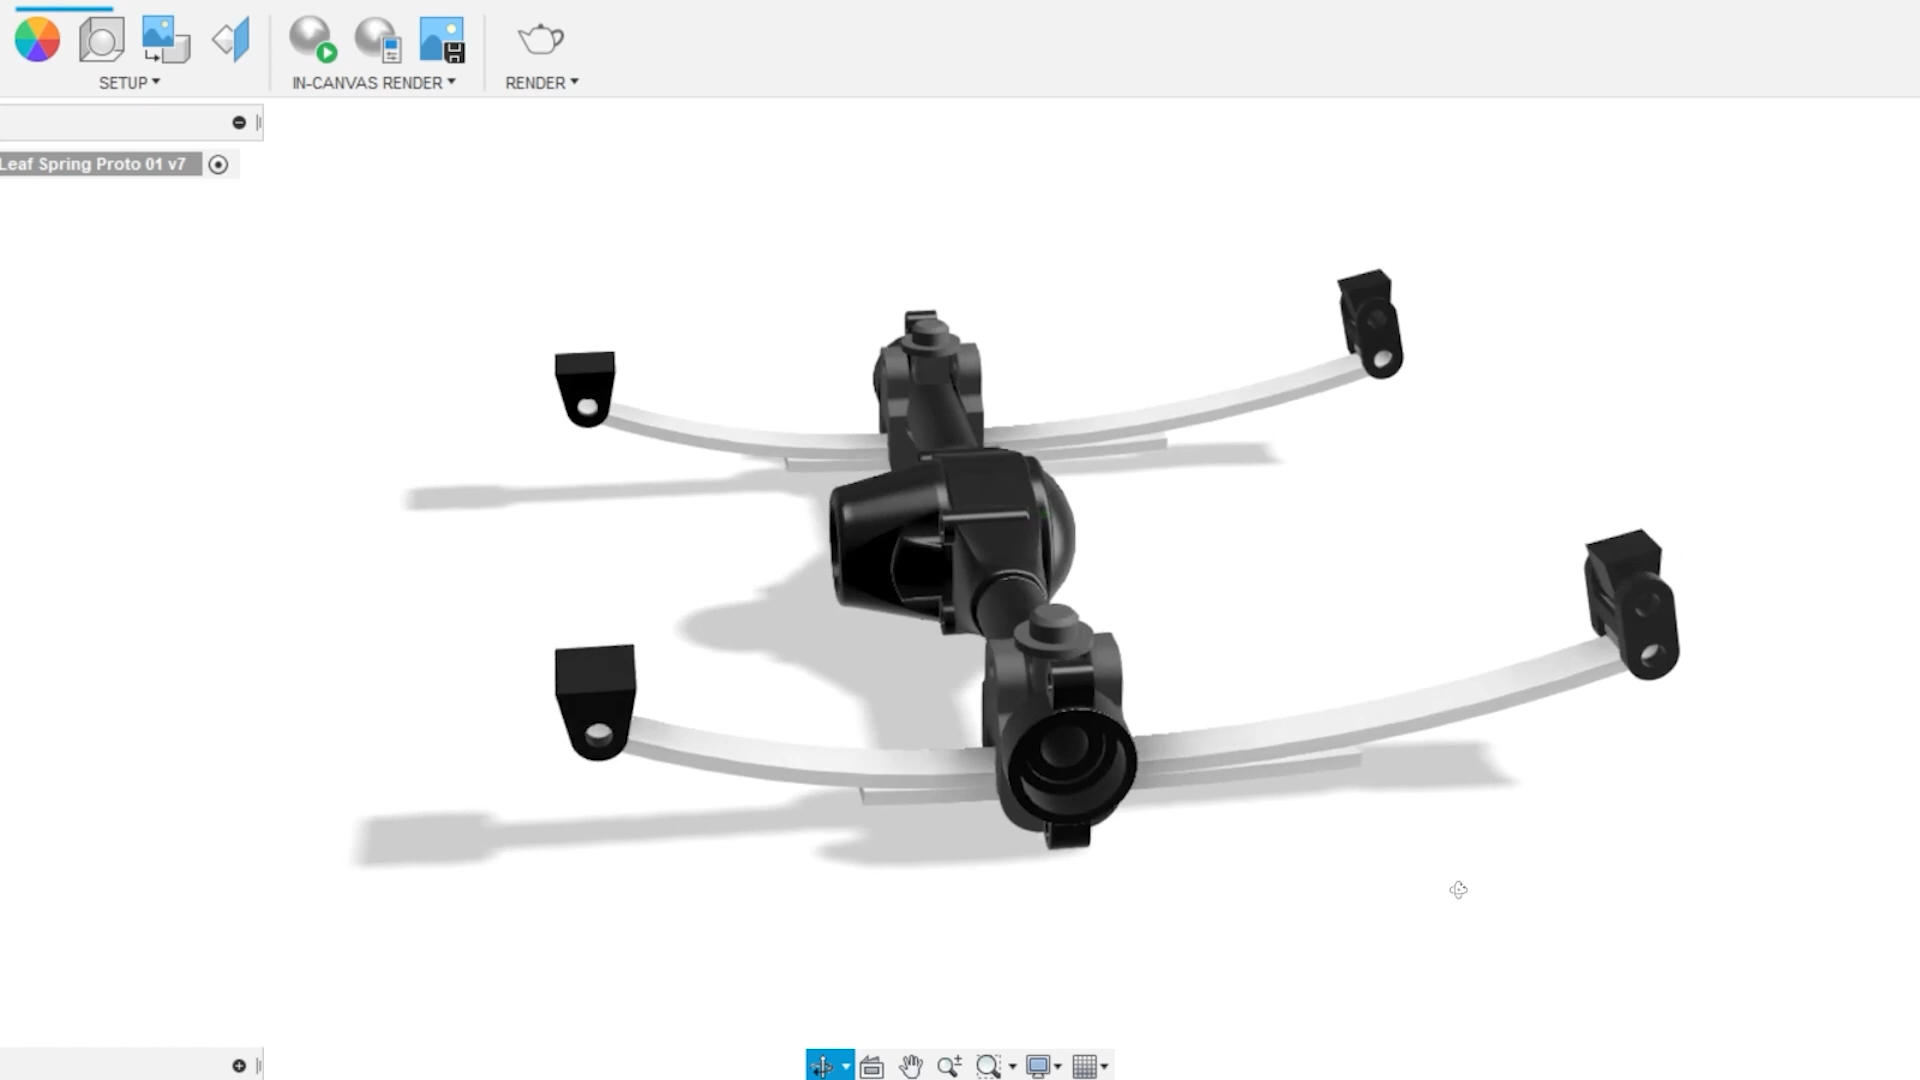 SETUP
IN-CANVAS RENDER
RENDER
Leaf Spring Proto 01 v7